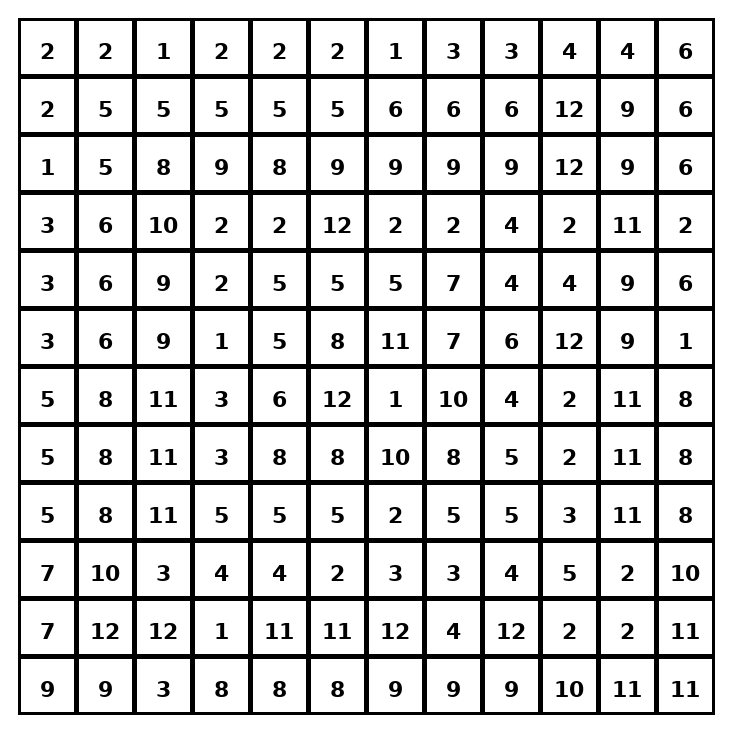 2 2 1 2 2 2 1 3 3 4 4 6
2 5 5 5 5 5 6 6 6 12 9 6
1 5 8 9 8 9 9 9 9 12 9 6
3 6 10 2 2 12 2 2 4 2 11 2
3 6 9 2 5 5 5 7 4 4 9 6
3 6 9 1 5 8 11 7 6 12 9 1
5 8 11 3 6 12 1 10 4 2 11 8
5 8 11 3 8 8 10 8 5 2 11 8
5 8 11 5 5 5 2 5 5 3 11 8
7 10 3 4 4 2 3 3 4 5 2 10
7 12 12 1 11 11 12 4 12 2 2 11
9 9 3 8 8 8 9 9 9 10 11 11